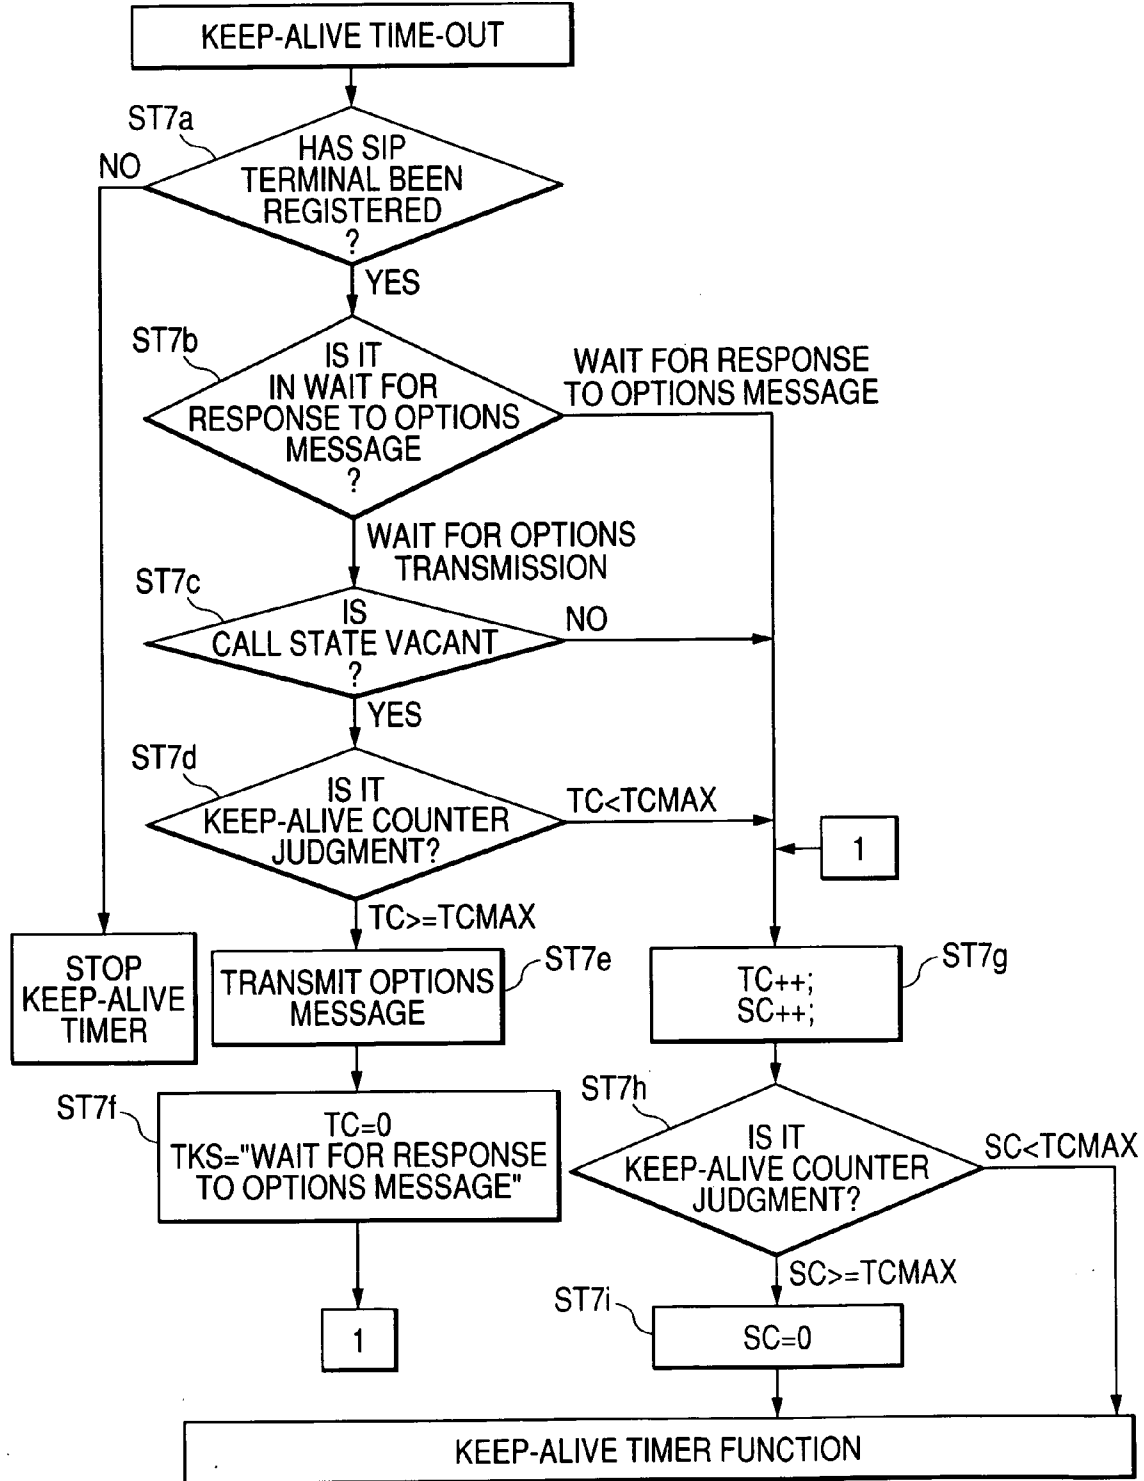 KEEP-ALIVE TIME-OUT
ST7a
HAS SIP
TERMINAL BEEN
REGISTERED
?
NO
YES
ST7b
IS IT
IN WAIT FOR
RESPONSE TO OPTIONS
MESSAGE
?
WAIT FOR RESPONSE
TO OPTIONS MESSAGE
WAIT FOR OPTIONS
TRANSMISSION
ST7c
IS
CALL STATE VACANT
?
NO
YES
ST7d
IS IT
KEEP-ALIVE COUNTER
JUDGMENT?
TC<TCMAX
1
TC>=TCMAX
STOP
KEEP-ALIVE
TIMER
TRANSMIT OPTIONS
MESSAGE
ST7e
TC++;
SC++;
ST7g
ST7f
TC=0
TKS="WAIT FOR RESPONSE
TO OPTIONS MESSAGE"
1
ST7h
IS IT
KEEP-ALIVE COUNTER
JUDGMENT?
SC<TCMAX
SC>=TCMAX
ST7i
SC=0
KEEP-ALIVE TIMER FUNCTION